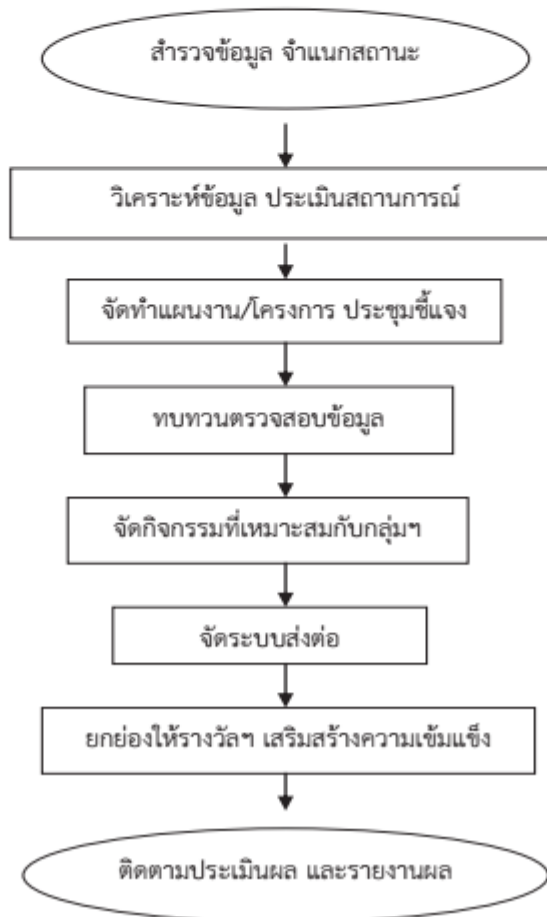 สำรวจข้อมูล จำแนกสถานะ
วิเคราะห์ข้อมูล ประเมินสถานการณ์
จัดทำแผนงาน/โครงการ ประชุมชี้แจง
ทบทวนตรวจสอบข้อมูล
จัดกิจกรรมที่เหมาะสมกับกลุ่มฯ
จัดระบบส่งต่อ
ยกย่องให้รางวัลฯ เสริมสร้างความเข้มแข็ง
ติดตามประเมินผล และรายงานผล